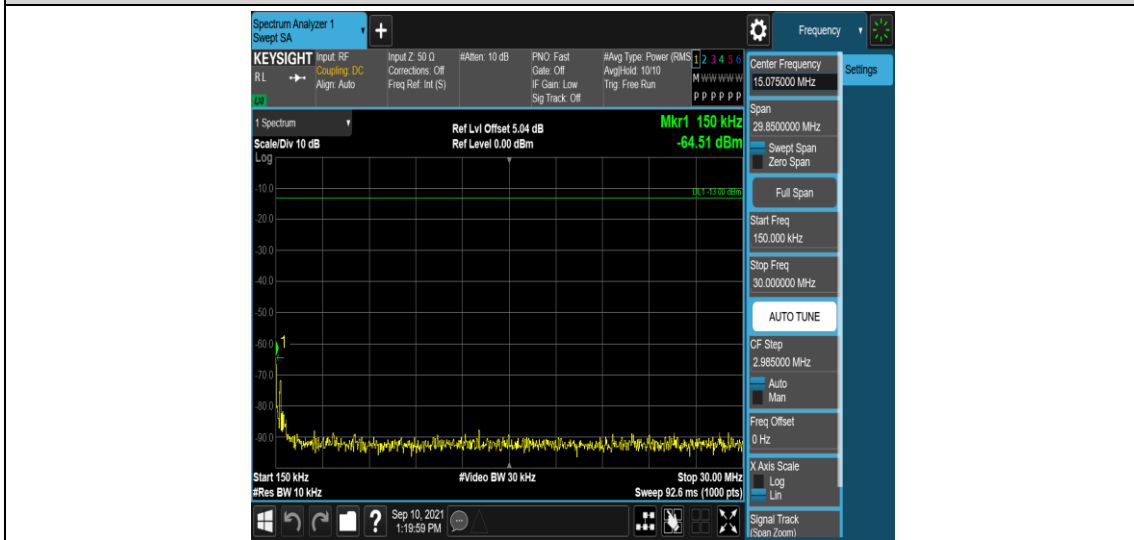 Spectrum Analyzer 1
Swept SA
+
Frequency
KEYSIGHT
RL
LXI
Input: RF
Coupling: DC
Align: Auto
Input Z: 50 Ω
Corrections: Off
Freq Ref: Int (S)
#Atten: 10 dB
PNO: Fast
Gate: Off
IF Gain: Low
Sig Track: Off
#Avg Type: Power (RMS
Avg|Hold: 10/10
Trig: Free Run
1 2 3 4 5 6
M W W W W W
P P P P P P
1 Spectrum
Scale/Div 10 dB
Log
Ref Lvl Offset 5.04 dB
Ref Level 0.00 dBm
Mkr1 150 kHz
-64.51 dBm
DL1 -13.00 dBm
-10.0
-20.0
-30.0
-40.0
-50.0
-60.0
1
-70.0
-80.0
-90.0
Start 150 kHz
#Video BW 30 kHz
Stop 30.00 MHz
#Res BW 10 kHz
Sweep 92.6 ms (1000 pts)
?
Sep 10, 2021
1:19:59 PM
Center Frequency
15.075000 MHz
Settings
Span
29.8500000 MHz
Swept Span
Zero Span
Full Span
Start Freq
150.000 kHz
Stop Freq
30.000000 MHz
AUTO TUNE
CF Step
2.985000 MHz
Auto
Man
Freq Offset
0 Hz
X Axis Scale
Log
Lin
Signal Track
(Span Zoom)